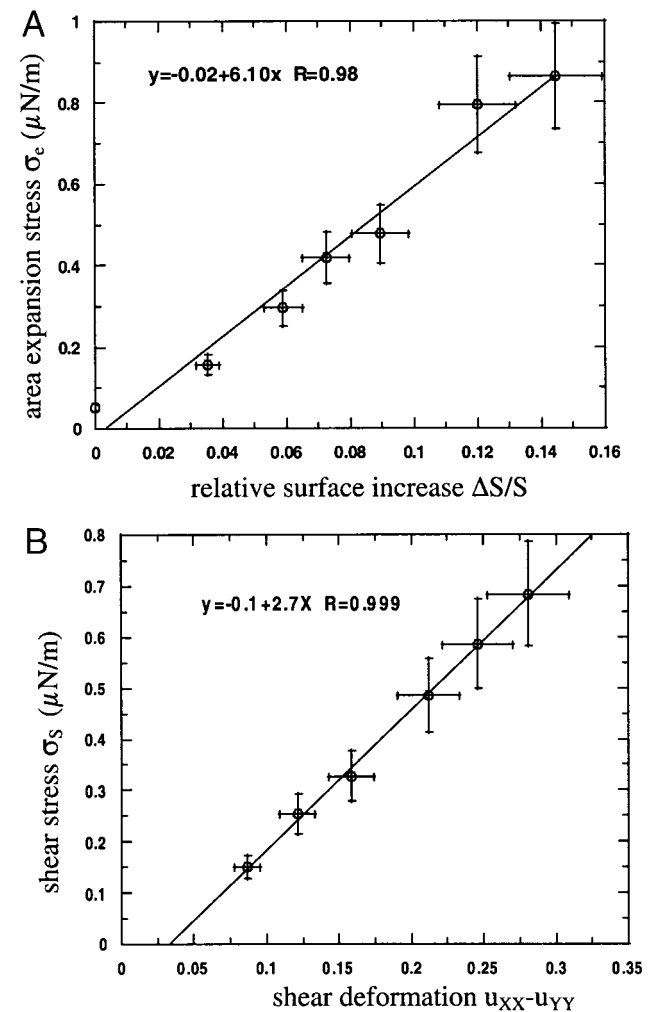 A
area expansion stress σe (μN/m)
y=-0.02+6.10x R=0.98
1
0.8
0.6
0.4
0.2
0
0 0.02 0.04 0.06 0.08 0.1 0.12 0.14 0.16
relative surface increase ΔS/S
B
shear stress σS (μN/m)
y=-0.1+2.7X R=0.999
0.8
0.7
0.6
0.5
0.4
0.3
0.2
0.1
0
0 0.05 0.1 0.15 0.2 0.25 0.3 0.35
shear deformation uXX-uYY